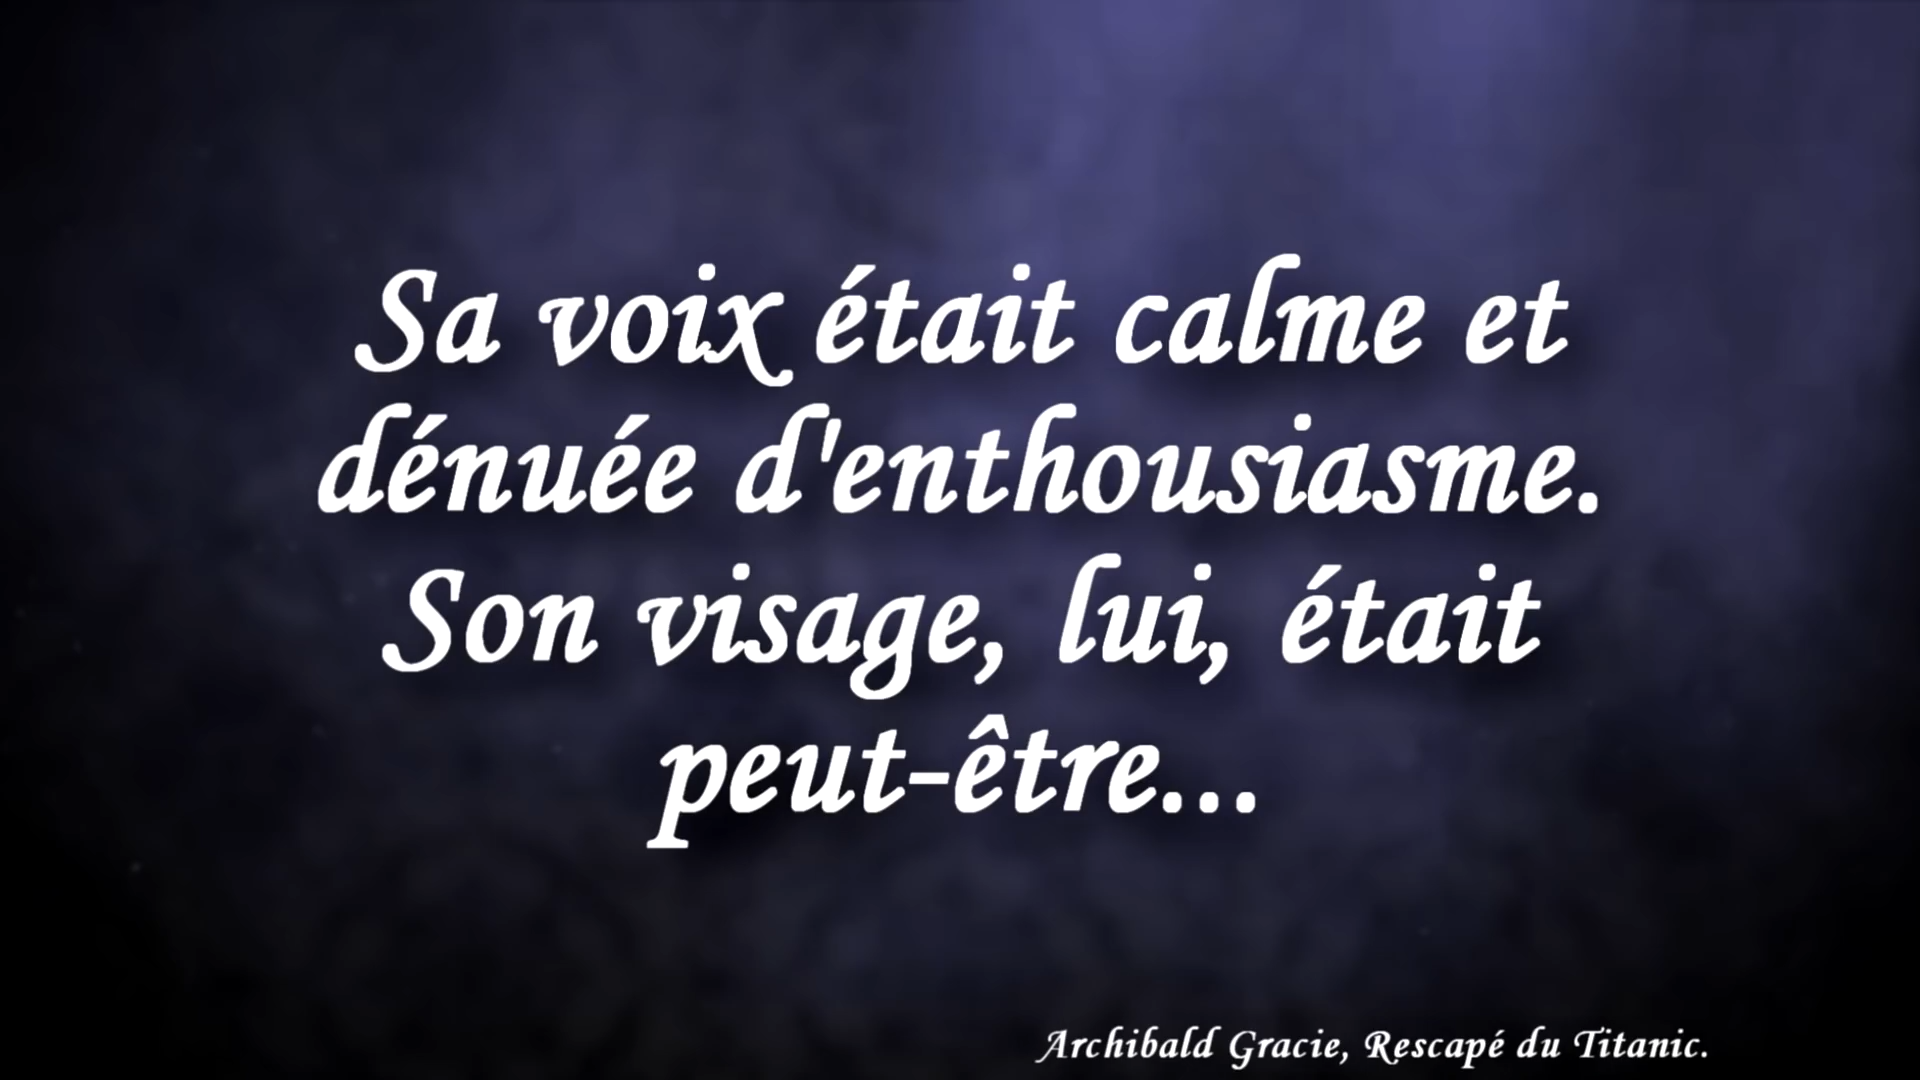 Sa voix était calme et
dénuée d'enthousiasme.
Son visage, lui, était
peut-être...
Archibald Gracie, Rescapé du Titanic.